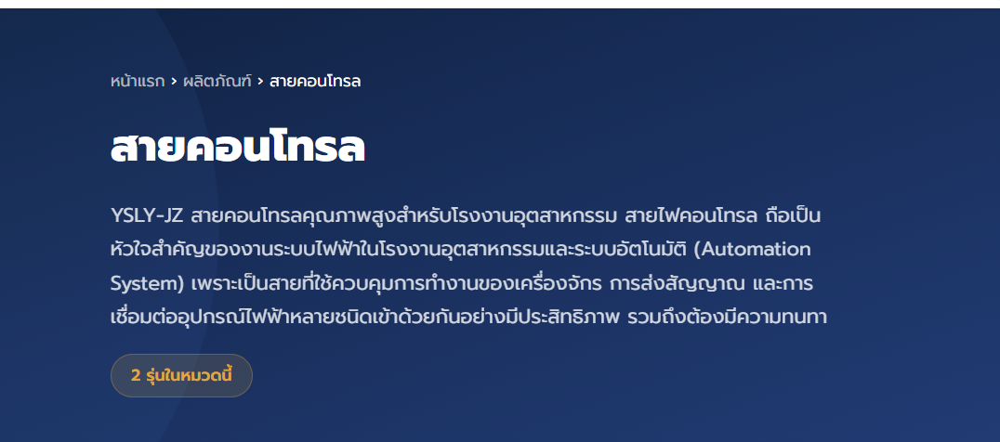 หน้าแรก › ผลิตภัณฑ์ › สายคอนโทรล
สายคอนโทรล
YSLY-JZ สายคอนโทรลคุณภาพสูงสำหรับโรงงานอุตสาหกรรม สายไฟคอนโทรล ถือเป็น
หัวใจสำคัญของงานระบบไฟฟ้าในโรงงานอุตสาหกรรมและระบบอัตโนมัติ (Automation
System) เพราะเป็นสายที่ใช้ควบคุมการทำงานของเครื่องจักร การส่งสัญญาณ และการ
เชื่อมต่ออุปกรณ์ไฟฟ้าหลายชนิดเข้าด้วยกันอย่างมีประสิทธิภาพ รวมถึงต้องมีความทนทา
2 รุ่นในหมวดนี้